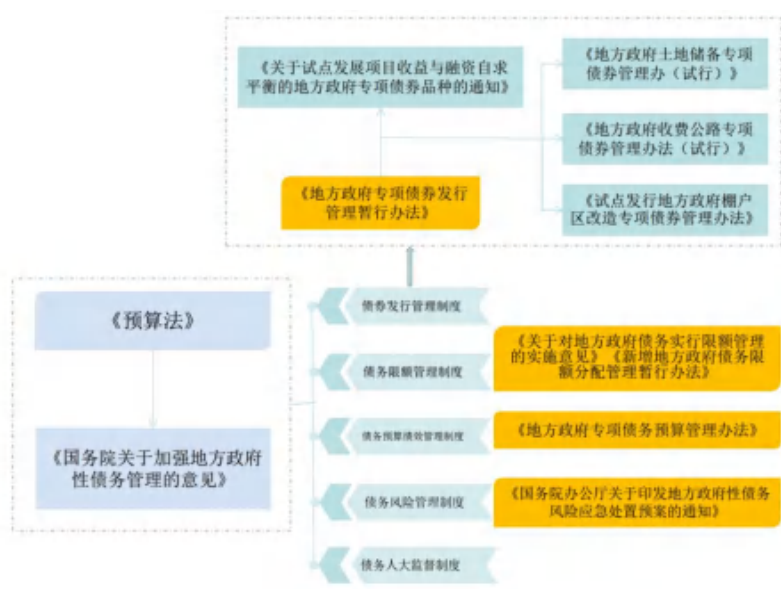 《关于试点发展项目收益与融资自求
平衡的地方政府专项债券品种的通知》
《地方政府土地储备专项
债券管理办（试行）》
《地方政府收费公路专项
债券管理办法（试行）》
《地方政府专项债券发行
管理暂行办法》
《试点发行地方政府棚户
区改造专项债券管理办法》
《预算法》
《国务院关于加强地方政府
性债务管理的意见》
债券发行管理制度
债务限额管理制度
《关于对地方政府债务实行限额管理
的实施意见》《新增地方政府债务限
额分配管理暂行办法》
债务预算绩效管理制度
《地方政府专项债务预算管理办法》
债务风险管理制度
《国务院办公厅关于印发地方政府性债务
风险应急处置预案的通知》
债务人大监督制度